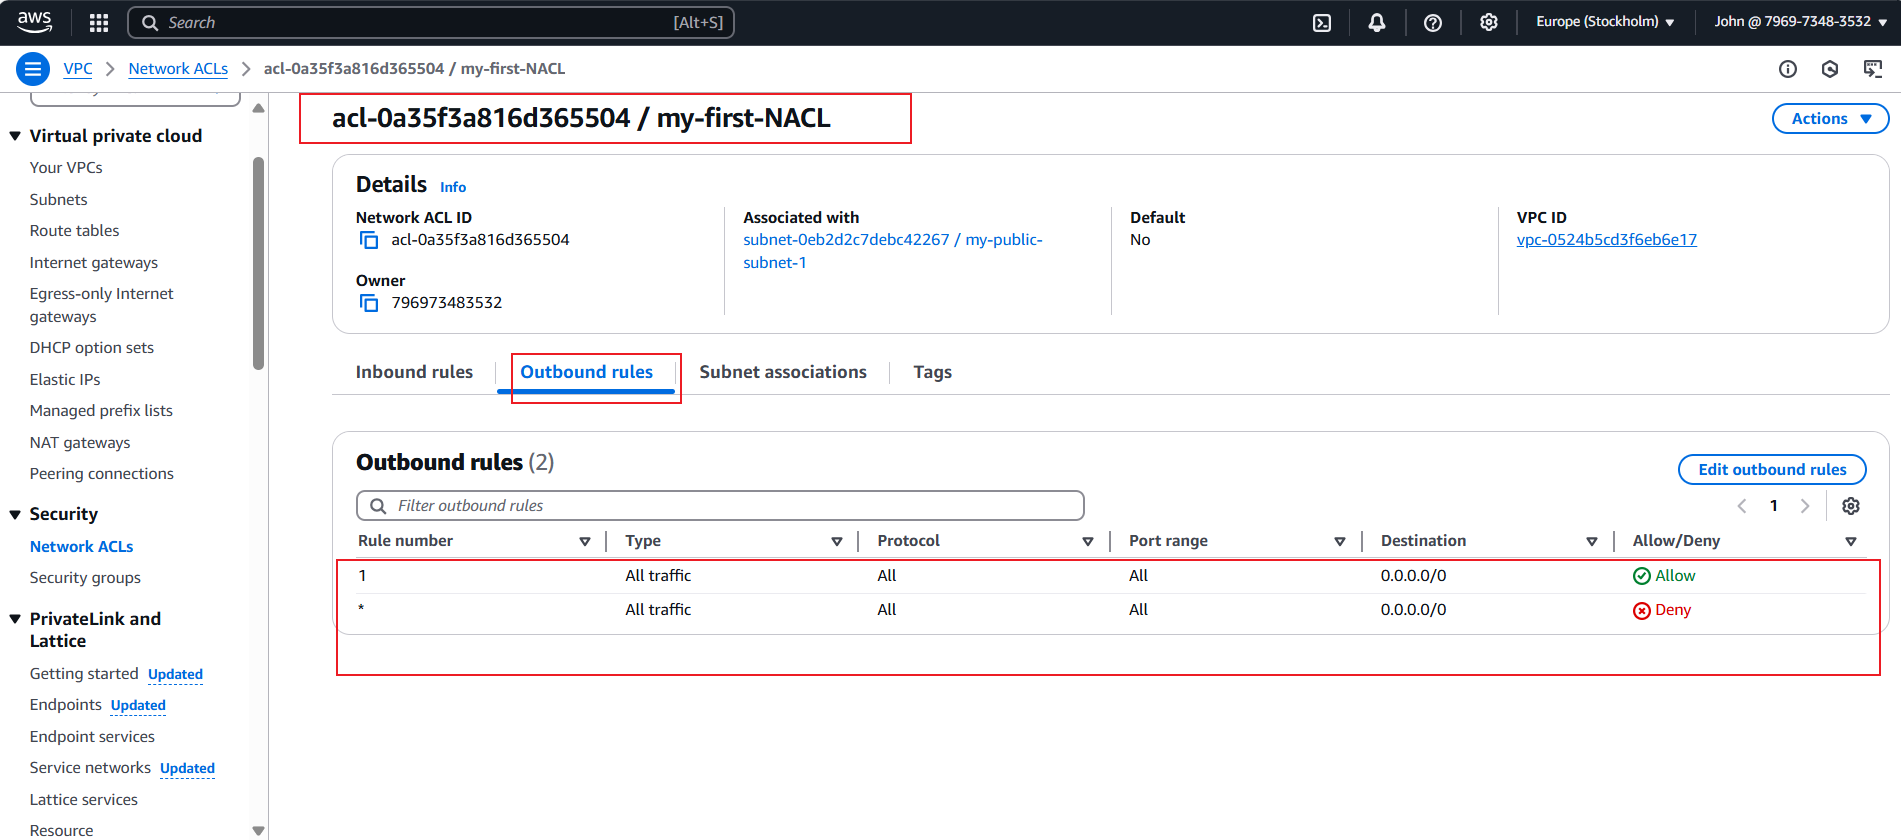 aws
Search [Alt+S]
Europe (Stockholm)
John @ 7969-7348-3532
VPC
Network ACLs
acl-0a35f3a816d365504 / my-first-NACL
Virtual private cloud
Your VPCs
Subnets
Route tables
Internet gateways
Egress-only Internet
gateways
DHCP option sets
Elastic IPs
Managed prefix lists
NAT gateways
Peering connections
Security
Network ACLs
Security groups
PrivateLink and
Lattice
Getting started Updated
Endpoints Updated
Endpoint services
Service networks Updated
Lattice services
Resource
acl-0a35f3a816d365504 / my-first-NACL
Actions
Details Info
Network ACL ID
acl-0a35f3a816d365504
Owner
796973483532
Associated with
subnet-0eb2d2c7debc42267 / my-public-
subnet-1
Default
No
VPC ID
vpc-0524b5cd3f6eb6e17
Inbound rules
Outbound rules
Subnet associations
Tags
Outbound rules (2)
Edit outbound rules
Filter outbound rules
1
Rule number Type Protocol Port range Destination Allow/Deny
1 All traffic All All 0.0.0.0/0 Allow
* All traffic All All 0.0.0.0/0 Deny